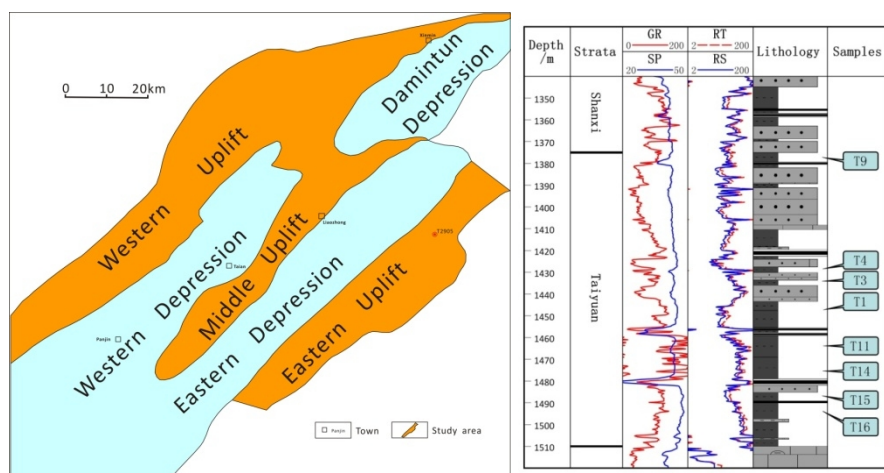 Damintun
Depression
0 10 20km
Western Uplift
Western Depression
Middle Uplift
Eastern Depression
Eastern Uplift
Taian
Panjin
Panjin Town
Study area
Depth
/m
Strata
GR
0 200
SP
20 50
RT
2 200
RS
2 200
Lithology
Samples
1350
1360
1370
1380
1390
1400
1410
1420
1430
1440
1450
1460
1470
1480
1490
1500
1510
Shanxi
Taiyuan
T9
T4
T3
T1
T11
T14
T15
T16